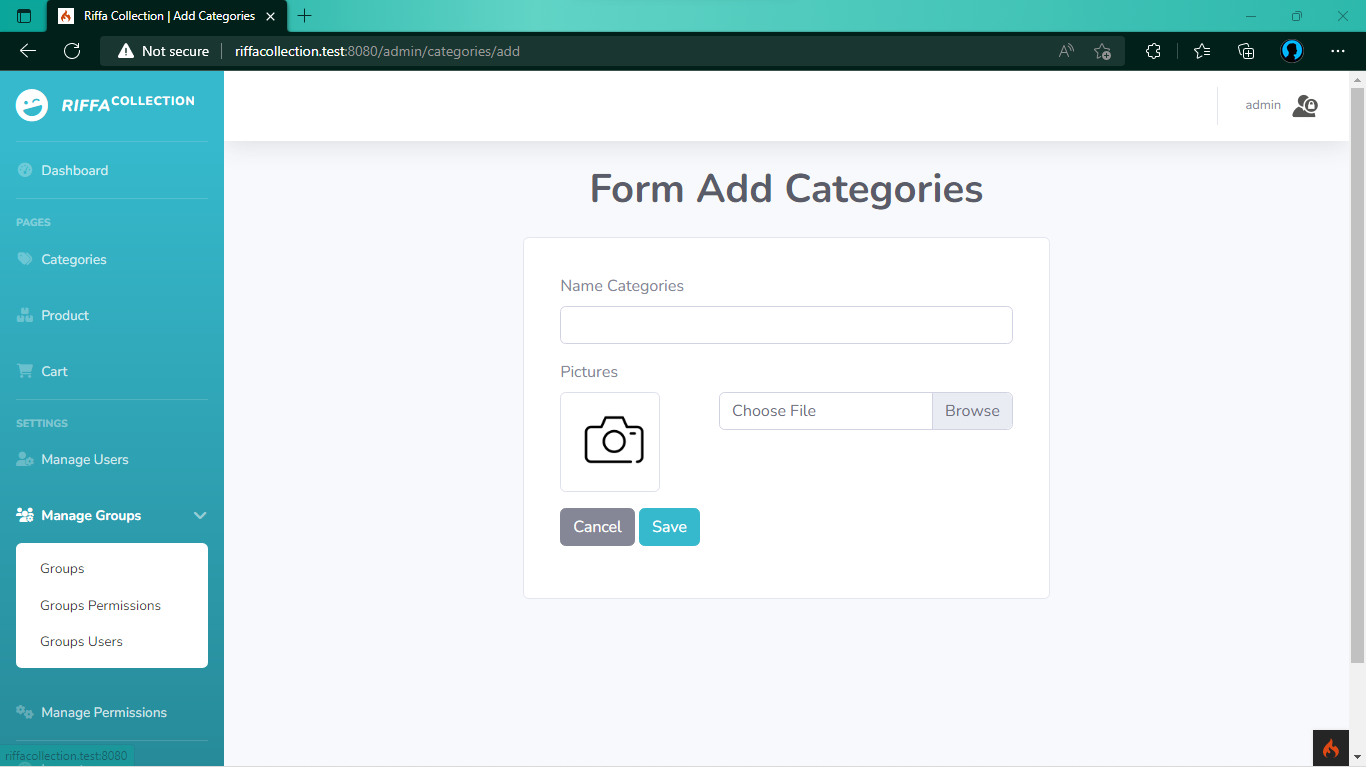 Riffa Collection | Add Categories
Not secure
riffacollection.test:8080/admin/categories/add
RIFFA COLLECTION
admin
Dashboard
PAGES
Categories
Product
Cart
SETTINGS
Manage Users
Manage Groups
Groups
Groups Permissions
Groups Users
Manage Permissions
riffacollection.test:8080
Form Add Categories
Name Categories
Pictures
Choose File Browse
Cancel Save